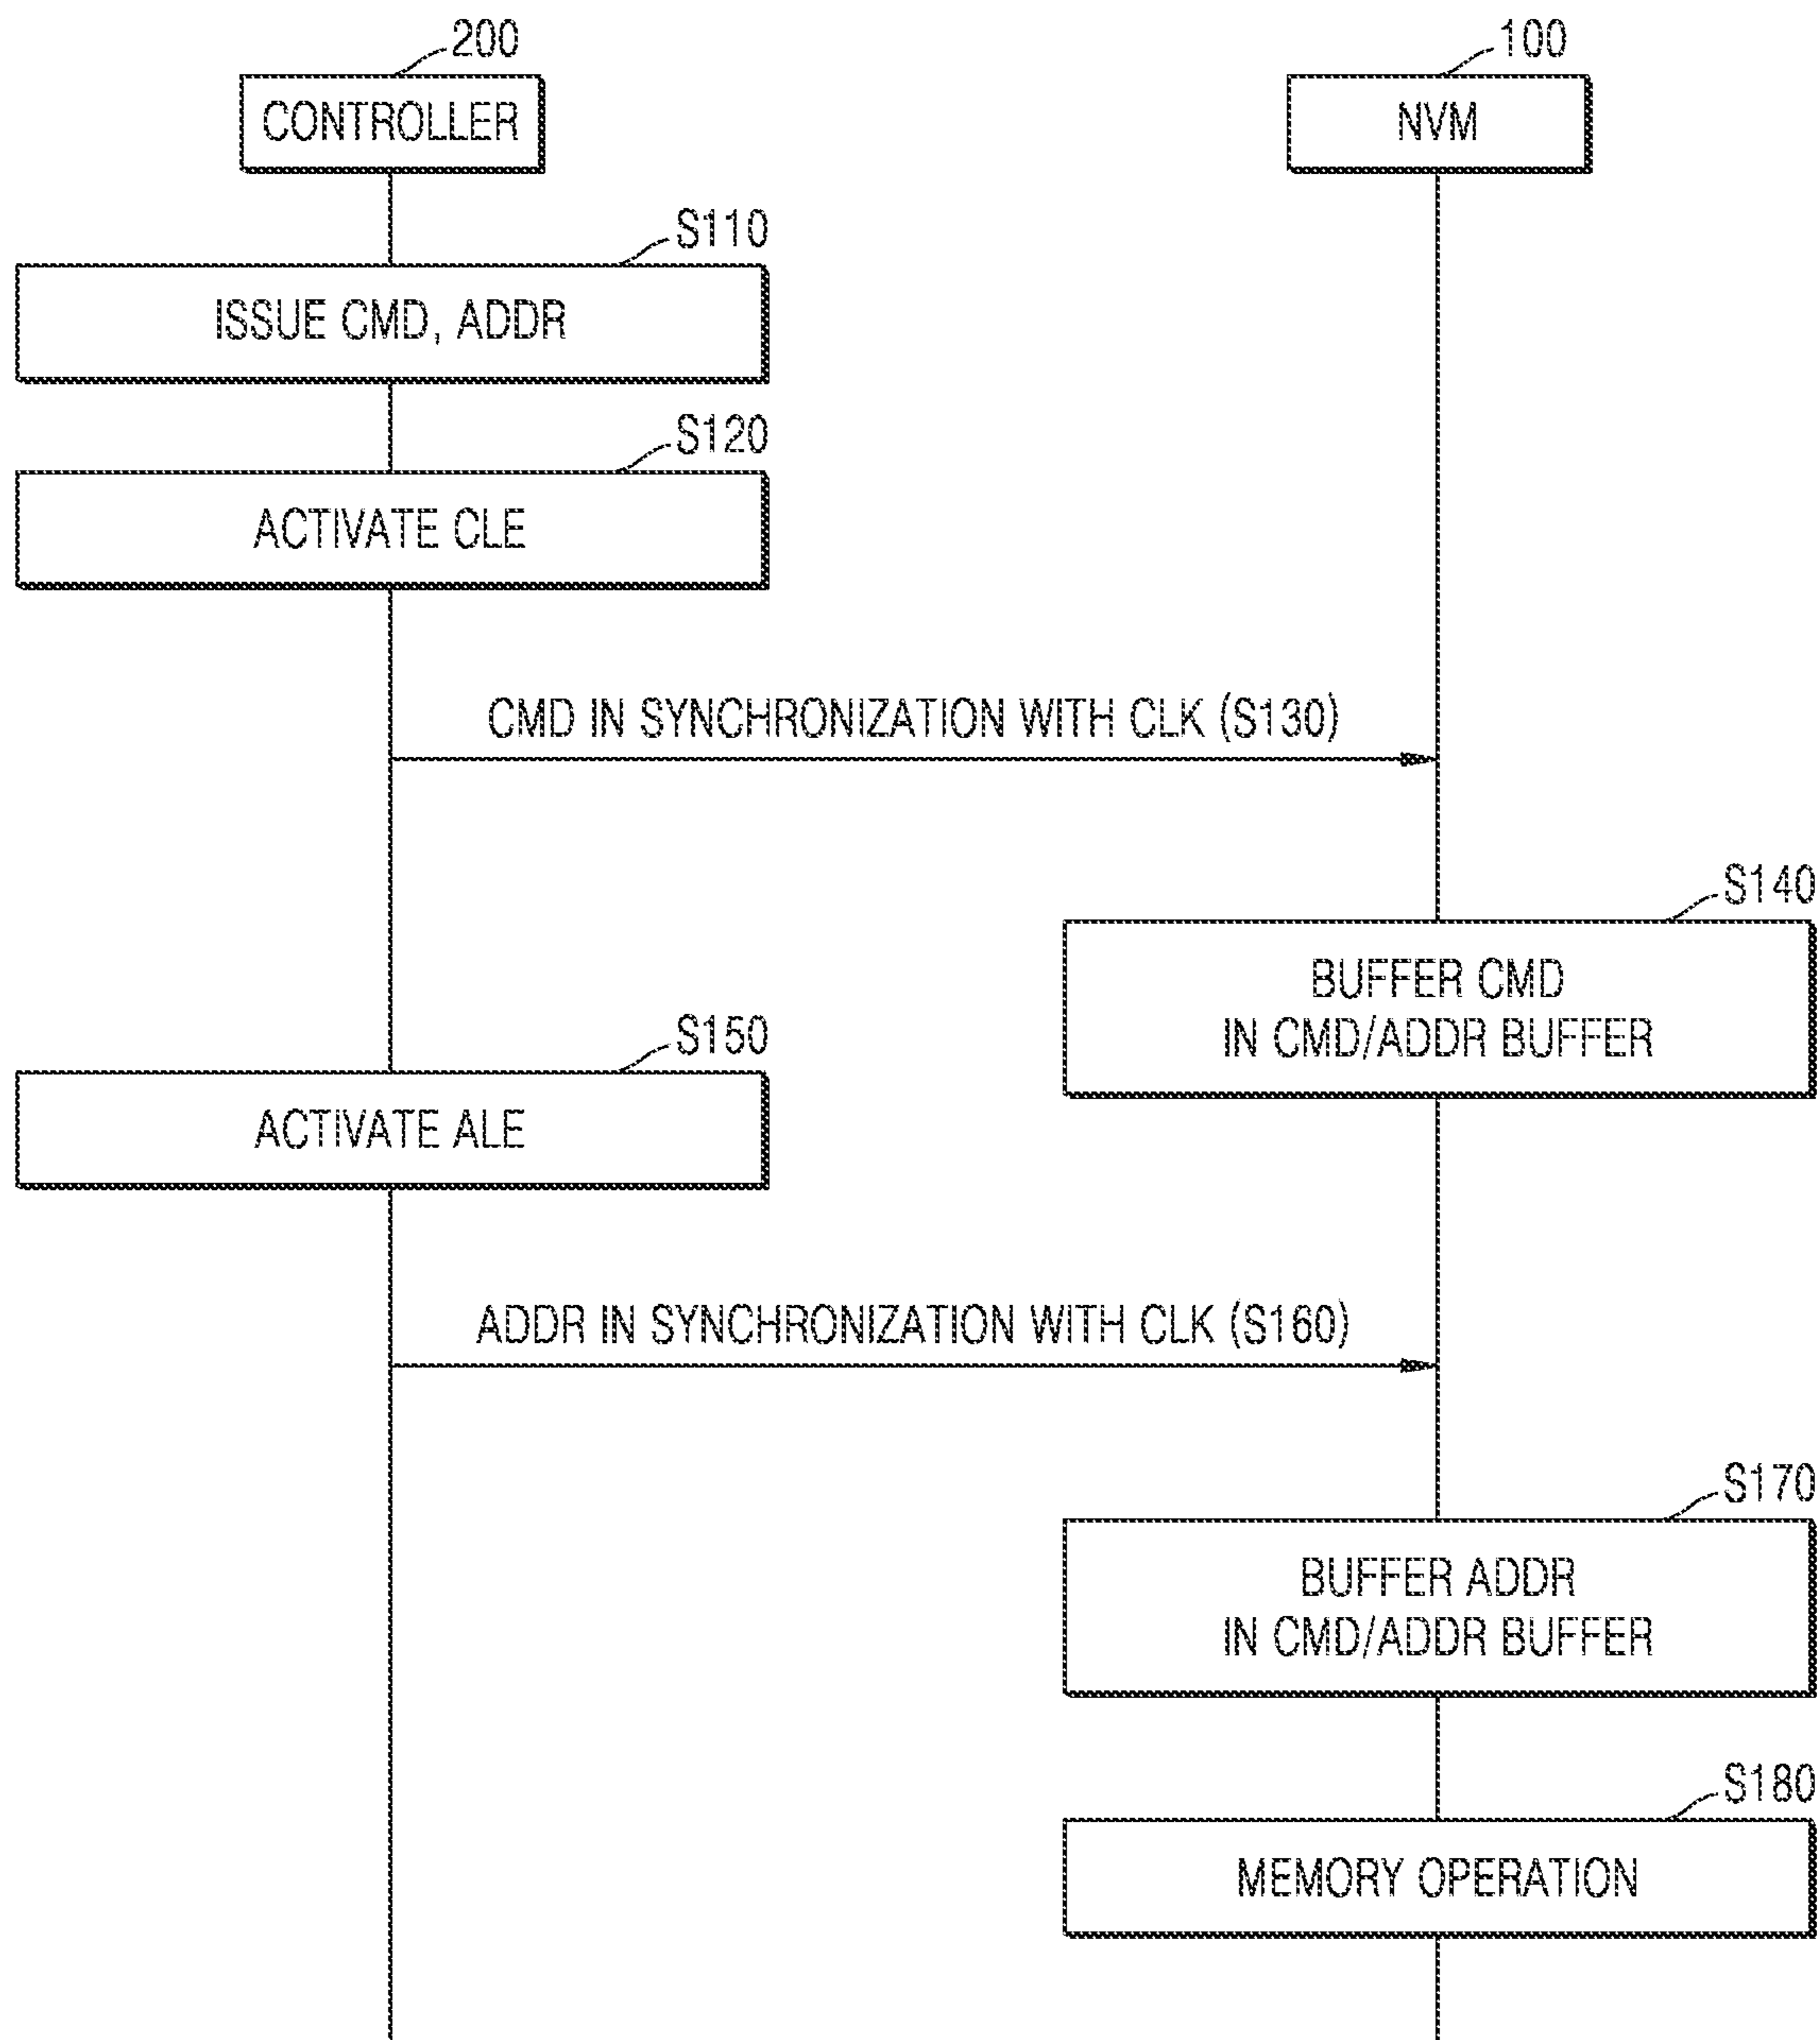 200
100
CONTROLLER
NVM
S110
ISSUE CMD, ADDR
S120
ACTIVATE CLE
CMD IN SYNCHRONIZATION WITH CLK (S130)
S140
BUFFER CMD
IN CMD/ADDR BUFFER
S150
ACTIVATE ALE
ADDR IN SYNCHRONIZATION WITH CLK (S160)
S170
BUFFER ADDR
IN CMD/ADDR BUFFER
S180
MEMORY OPERATION